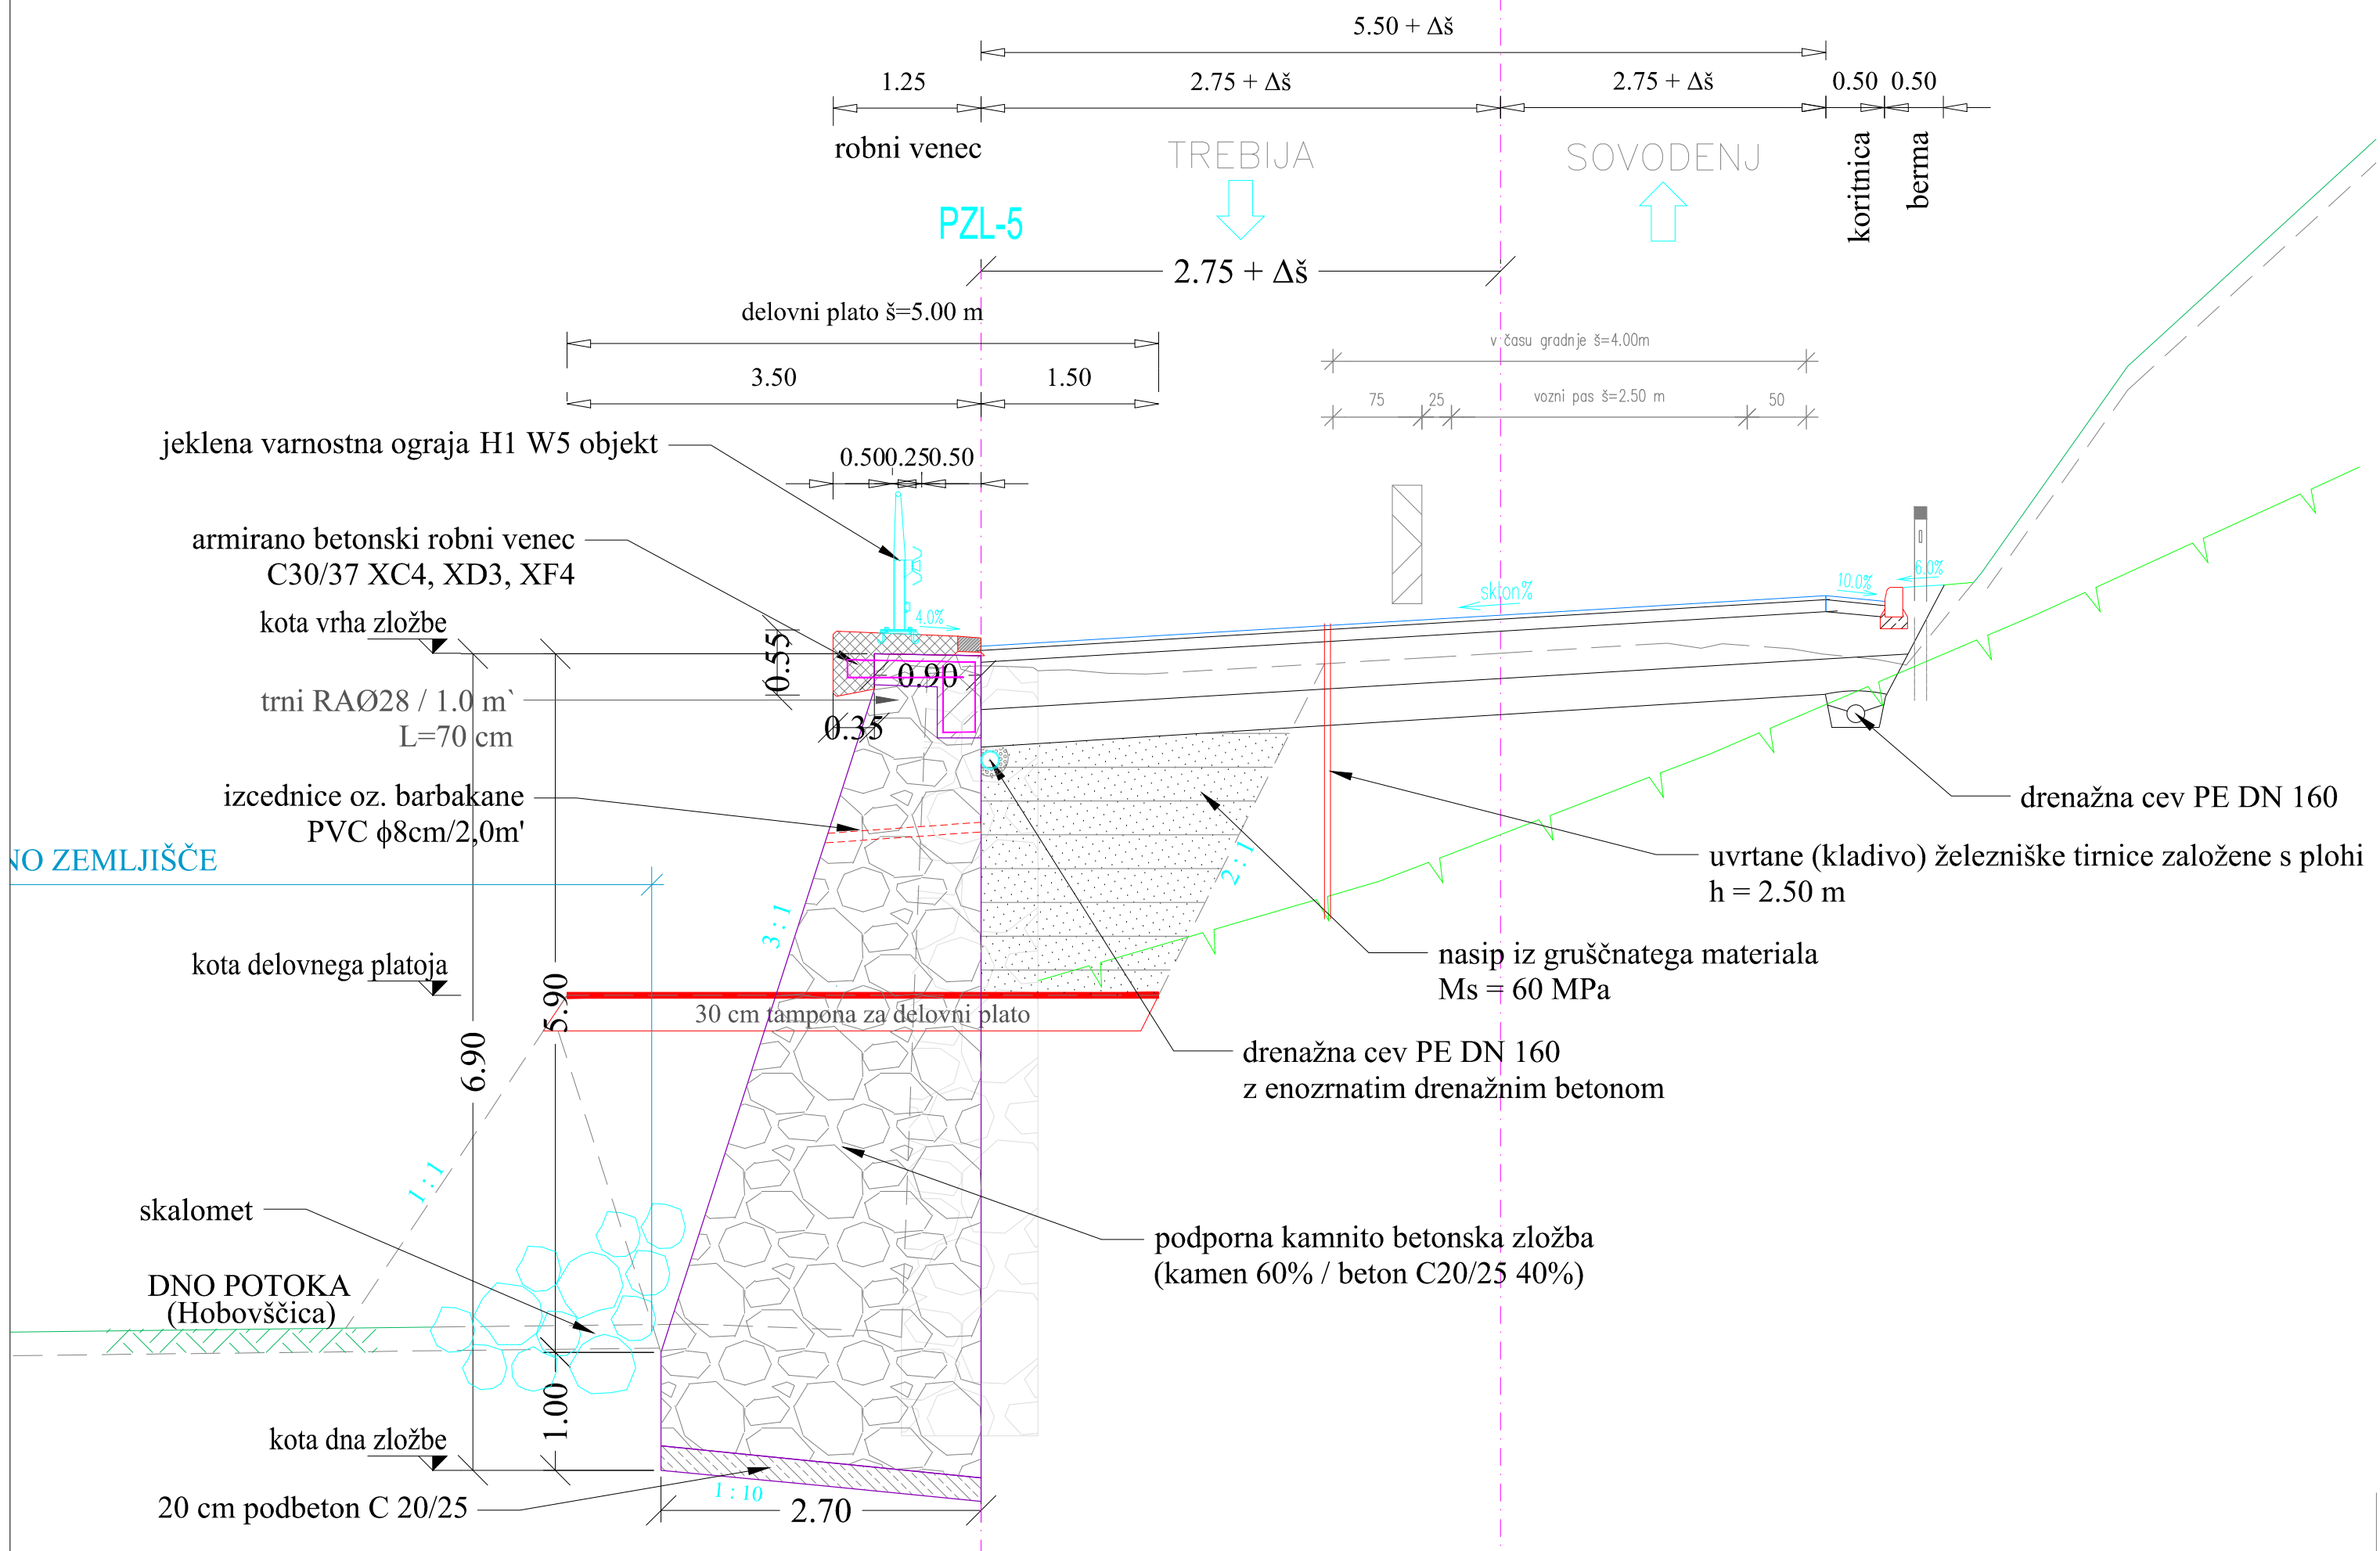 5.50 + Δš
1.25
2.75 + Δš
2.75 + Δš
0.50
0.50
robni venec
TREBIJA
SOVODENJ
koritnica
berma
PZL-5
2.75 + Δš
delovni plato š=5.00 m
v času gradnje š=4.00m
3.50
1.50
75
25
vozni pas š=2.50 m
50
jeklena varnostna ograja H1 W5 objekt
0.50
0.25
0.50
armirano betonski robni venec
C30/37 XC4, XD3, XF4
10.0%
6.0%
sklon%
4.0%
kota vrha zložbe
0.55
0.90
trni RAØ28 / 1.0 m`
L=70 cm
0.35
izcednice oz. barbakane
PVC ϕ8cm/2,0m'
drenažna cev PE DN 160
NO ZEMLJIŠČE
2 : 1
uvrtane (kladivo) železniške tirnice založene s plohi
h = 2.50 m
3 : 1
kota delovnega platoja
nasip iz gruščnatega materiala
Ms = 60 MPa
5.90
30 cm tampona za delovni plato
6.90
drenažna cev PE DN 160
z enozrnatim drenažnim betonom
1 : 1
skalomet
podporna kamnito betonska zložba
(kamen 60% / beton C20/25 40%)
DNO POTOKA
(Hobovščica)
1.00
kota dna zložbe
1 : 10
20 cm podbeton C 20/25
2.70